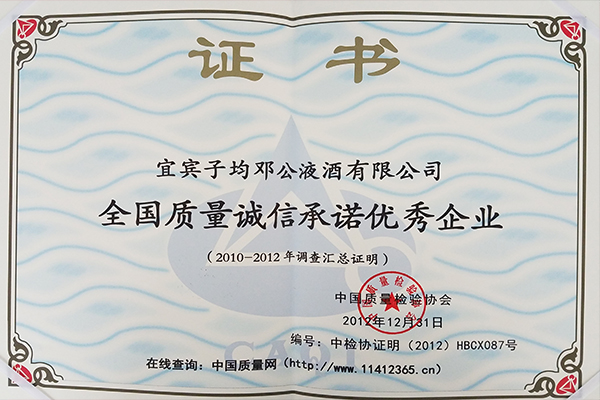 证书
宜宾子均邓公液酒有限公司
全国质量诚信承诺优秀企业
(2010-2012年调查汇总证明)
中国质量检验协会
2012年12月31日
编号:中检协证明(2012)HBCX087号
在线查询:中国质量网(http://www.11412365.cn)
CAQI